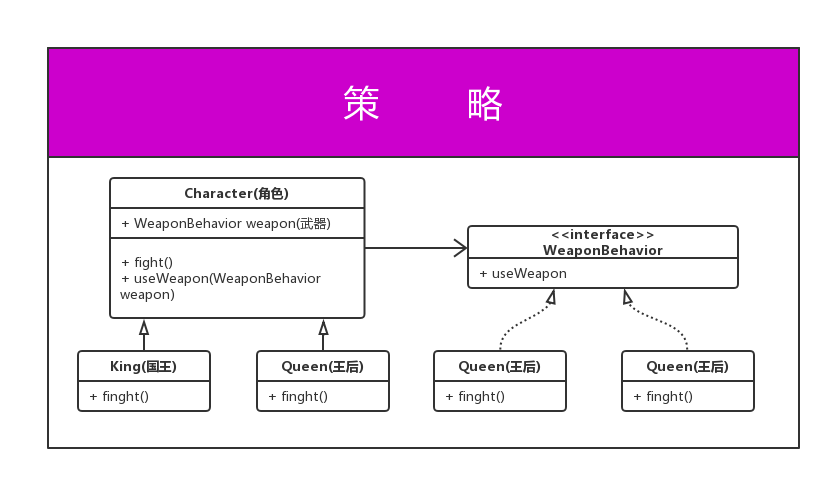 策 略
Character(角色)
+ WeaponBehavior weapon(武器)
+ fight()
+ useWeapon(WeaponBehavior
weapon)
<<interface>>
WeaponBehavior
+ useWeapon
King(国王)
+ finght()
Queen(王后)
+ finght()
Queen(王后)
+ finght()
Queen(王后)
+ finght()